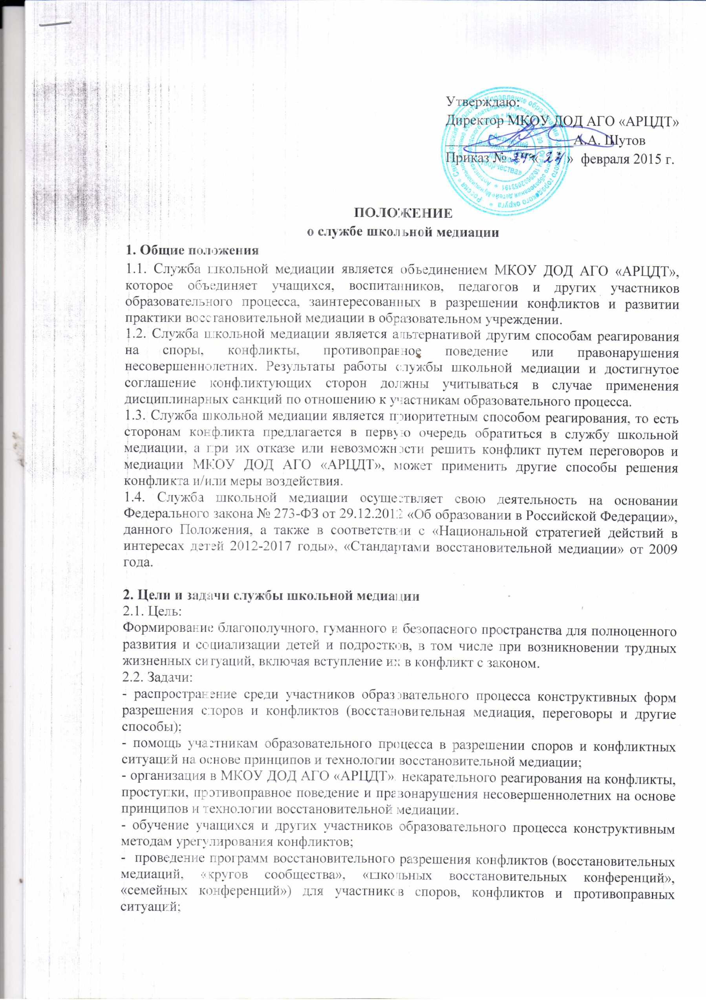 Утверждаю:
Директор МКОУ ДОД АГО «АРЦДТ»
А.А. Шутов
Приказ № « 24 » февраля 2015 г.
ПОЛОЖЕНИЕ
о службе школьной медиации
1. Общие положения
1.1. Служба школьной медиации является объединением МКОУ ДОД АГО «АРЦДТ»,
которое объединяет учащихся, воспитанников, педагогов и других участников
образовательного процесса, заинтересованных в разрешении конфликтов и развитии
практики восстановительной медиации в образовательном учреждении.
1.2. Служба школьной медиации является альтернативой другим способам реагирования
на споры, конфликты, противоправное поведение или правонарушения
несовершеннолетних. Результаты работы службы школьной медиации и достигнутое
соглашение конфликтующих сторон должны учитываться в случае применения
дисциплинарных санкций по отношению к участникам образовательного процесса.
1.3. Служба школьной медиации является приоритетным способом реагирования, то есть
сторонам конфликта предлагается в первую очередь обратиться в службу школьной
медиации, а при их отказе или невозможности решить конфликт путем переговоров и
медиации МКОУ ДОД АГО «АРЦДТ», может применить другие способы решения
конфликта и/или меры воздействия.
1.4. Служба школьной медиации осуществляет свою деятельность на основании
Федерального закона № 273-ФЗ от 29.12.2012 «Об образовании в Российской Федерации»,
данного Положения, а также в соответствии с «Национальной стратегией действий в
интересах детей 2012-2017 годы», «Стандартами восстановительной медиации» от 2009
года.
2. Цели и задачи службы школьной медиации
2.1. Цель:
Формирование благополучного, гуманного и безопасного пространства для полноценного
развития и социализации детей и подростков, в том числе при возникновении трудных
жизненных ситуаций, включая вступление их в конфликт с законом.
2.2. Задачи:
- распространение среди участников образовательного процесса конструктивных форм
разрешения споров и конфликтов (восстановительная медиация, переговоры и другие
способы);
- помощь участникам образовательного процесса в разрешении споров и конфликтных
ситуаций на основе принципов и технологии восстановительной медиации;
- организация в МКОУ ДОД АГО «АРЦДТ». некарательного реагирования на конфликты,
проступки, противоправное поведение и правонарушения несовершеннолетних на основе
принципов и технологии восстановительной медиации.
- обучение учащихся и других участников образовательного процесса конструктивным
методам урегулирования конфликтов;
- проведение программ восстановительного разрешения конфликтов (восстановительных
медиаций, «кругов сообщества», «школьных восстановительных конференций»,
«семейных конференций») для участников споров, конфликтов и противоправных
ситуаций;